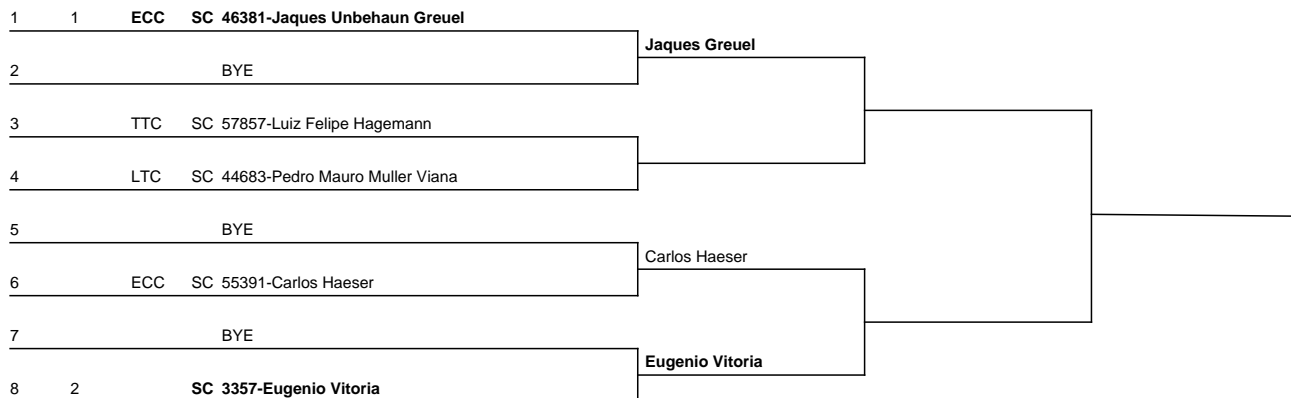 1 1 ECC SC 46381-Jaques Unbehaun Greuel
Jaques Greuel
2 BYE
3 TTC SC 57857-Luiz Felipe Hagemann
4 LTC SC 44683-Pedro Mauro Muller Viana
5 BYE
Carlos Haeser
6 ECC SC 55391-Carlos Haeser
7 BYE
Eugenio Vitoria
8 2 SC 3357-Eugenio Vitoria